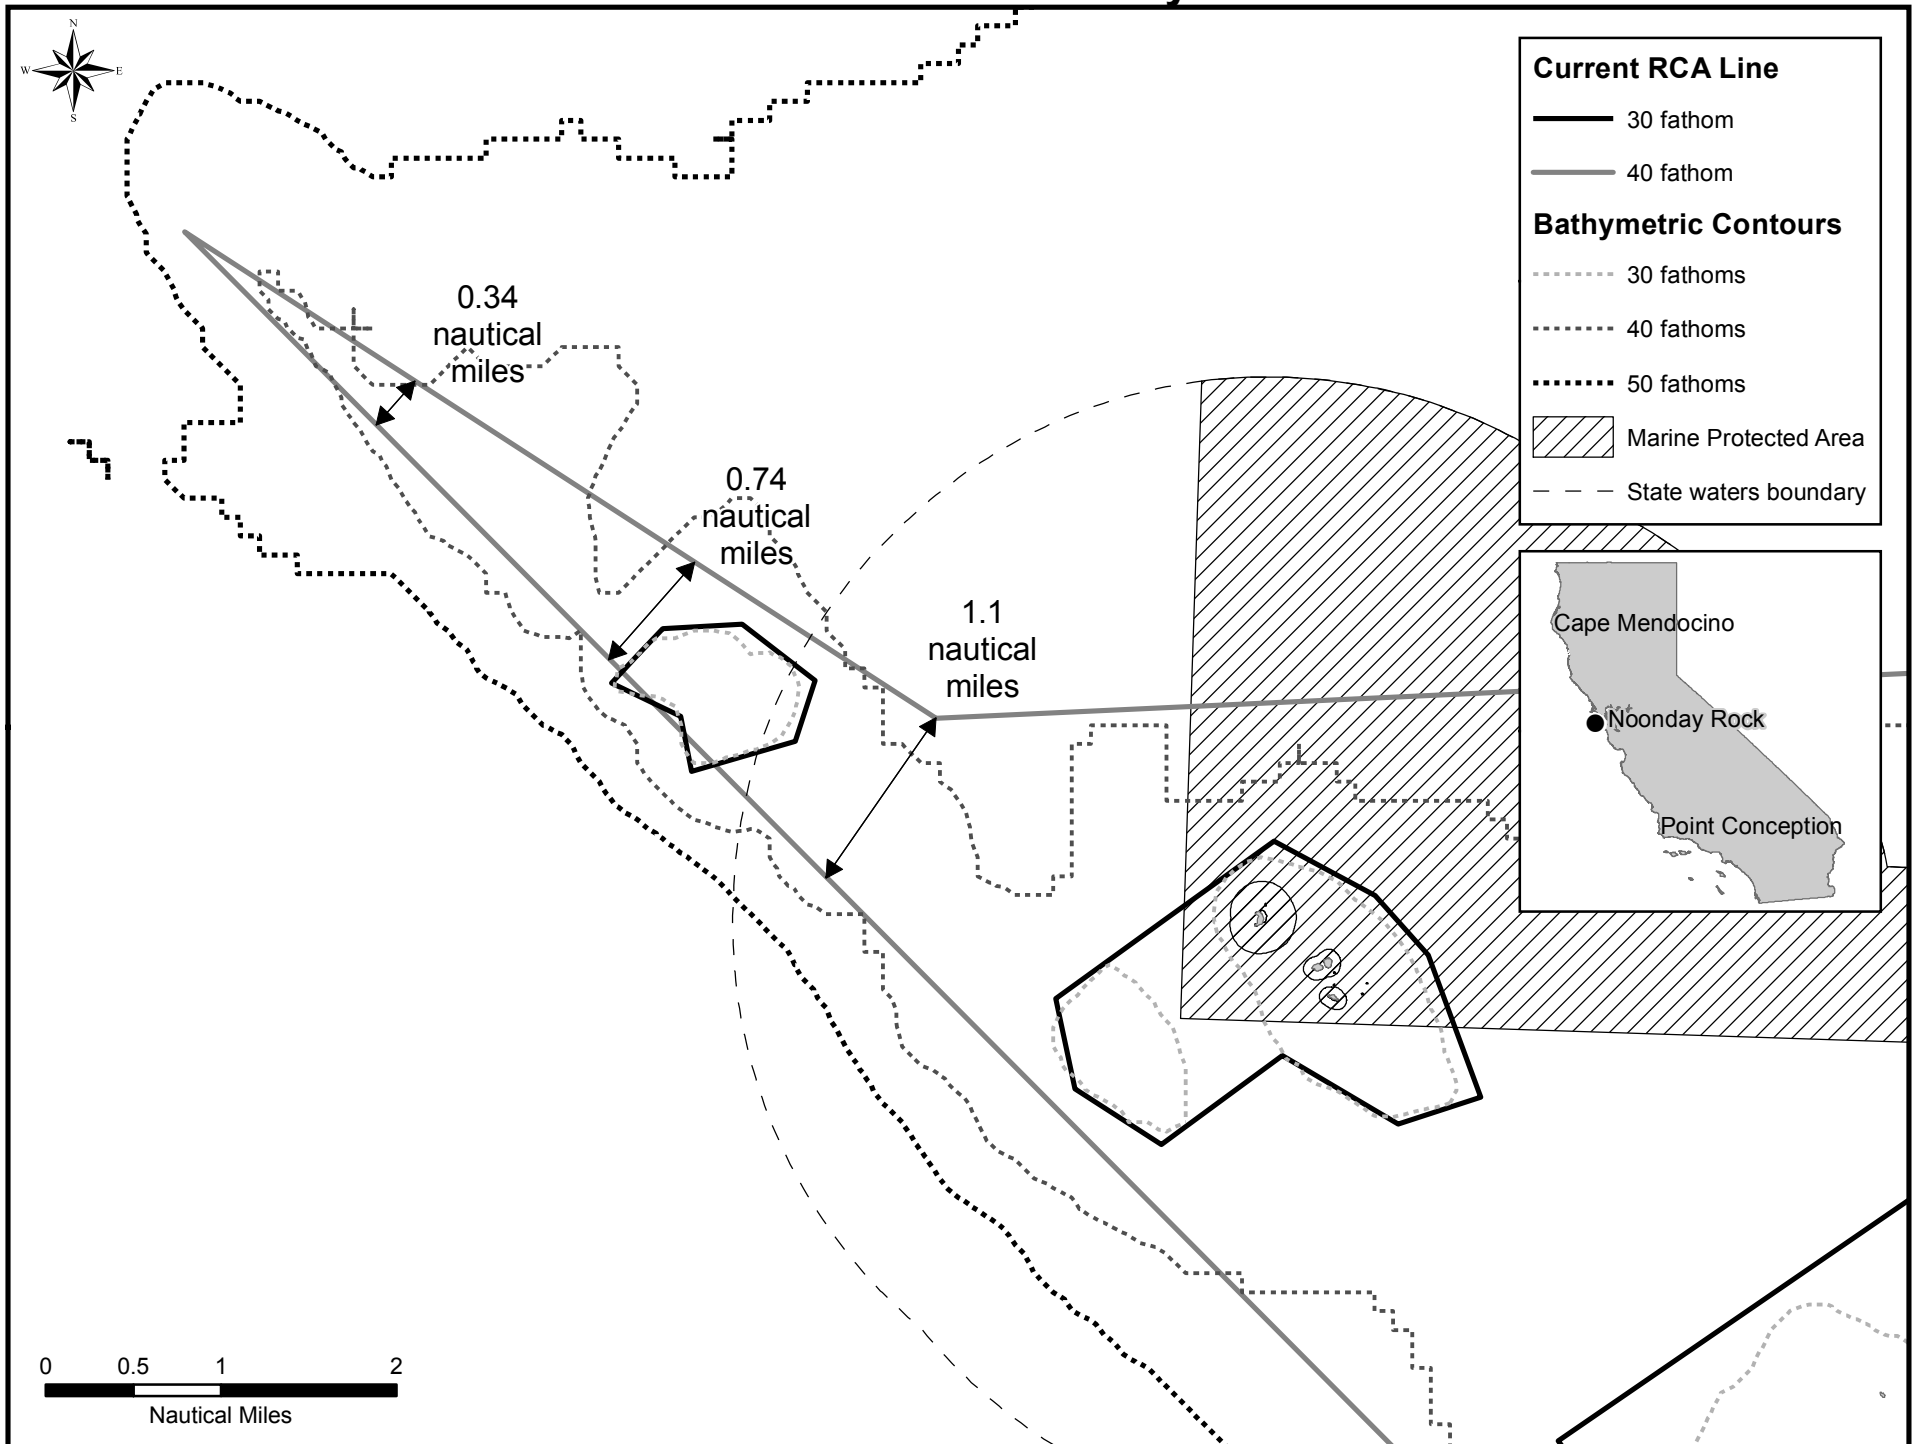 N
W E
S
0.34
nautical
miles
0.74
nautical
miles
1.1
nautical
miles
Current RCA Line
30 fathom
40 fathom
Bathymetric Contours
30 fathoms
40 fathoms
50 fathoms
Marine Protected Area
State waters boundary
Cape Mendocino
Noonday Rock
Point Conception
0 0.5 1 2
Nautical Miles